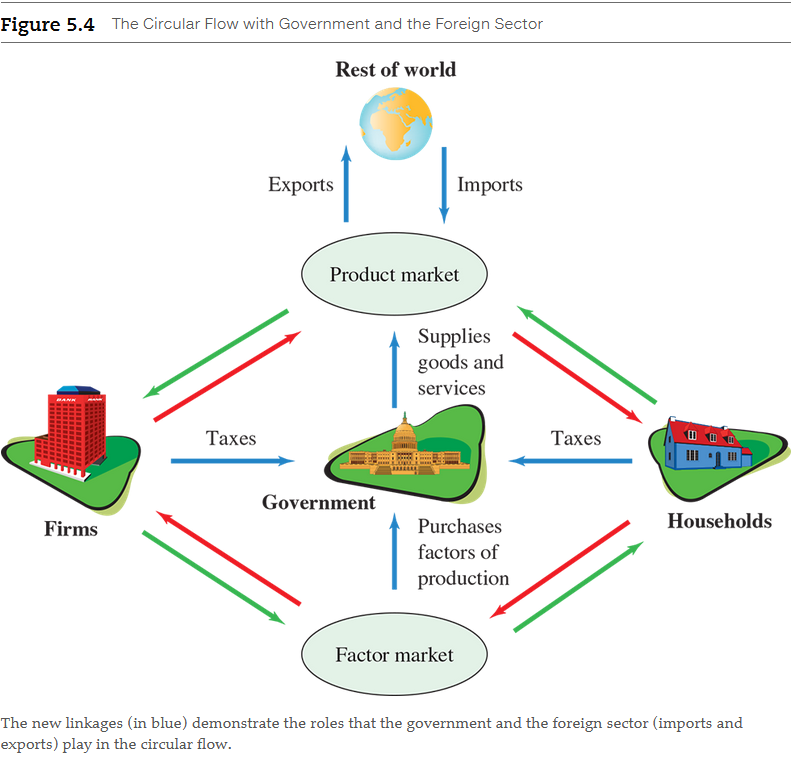 Figure 5.4 The Circular Flow with Government and the Foreign Sector
Rest of world
Exports
Imports
Product market
Supplies
goods and
services
BANK BANK
Taxes
Taxes
Government
Firms
Households
Purchases
factors of
production
Factor market
The new linkages (in blue) demonstrate the roles that the government and the foreign sector (imports and
exports) play in the circular flow.